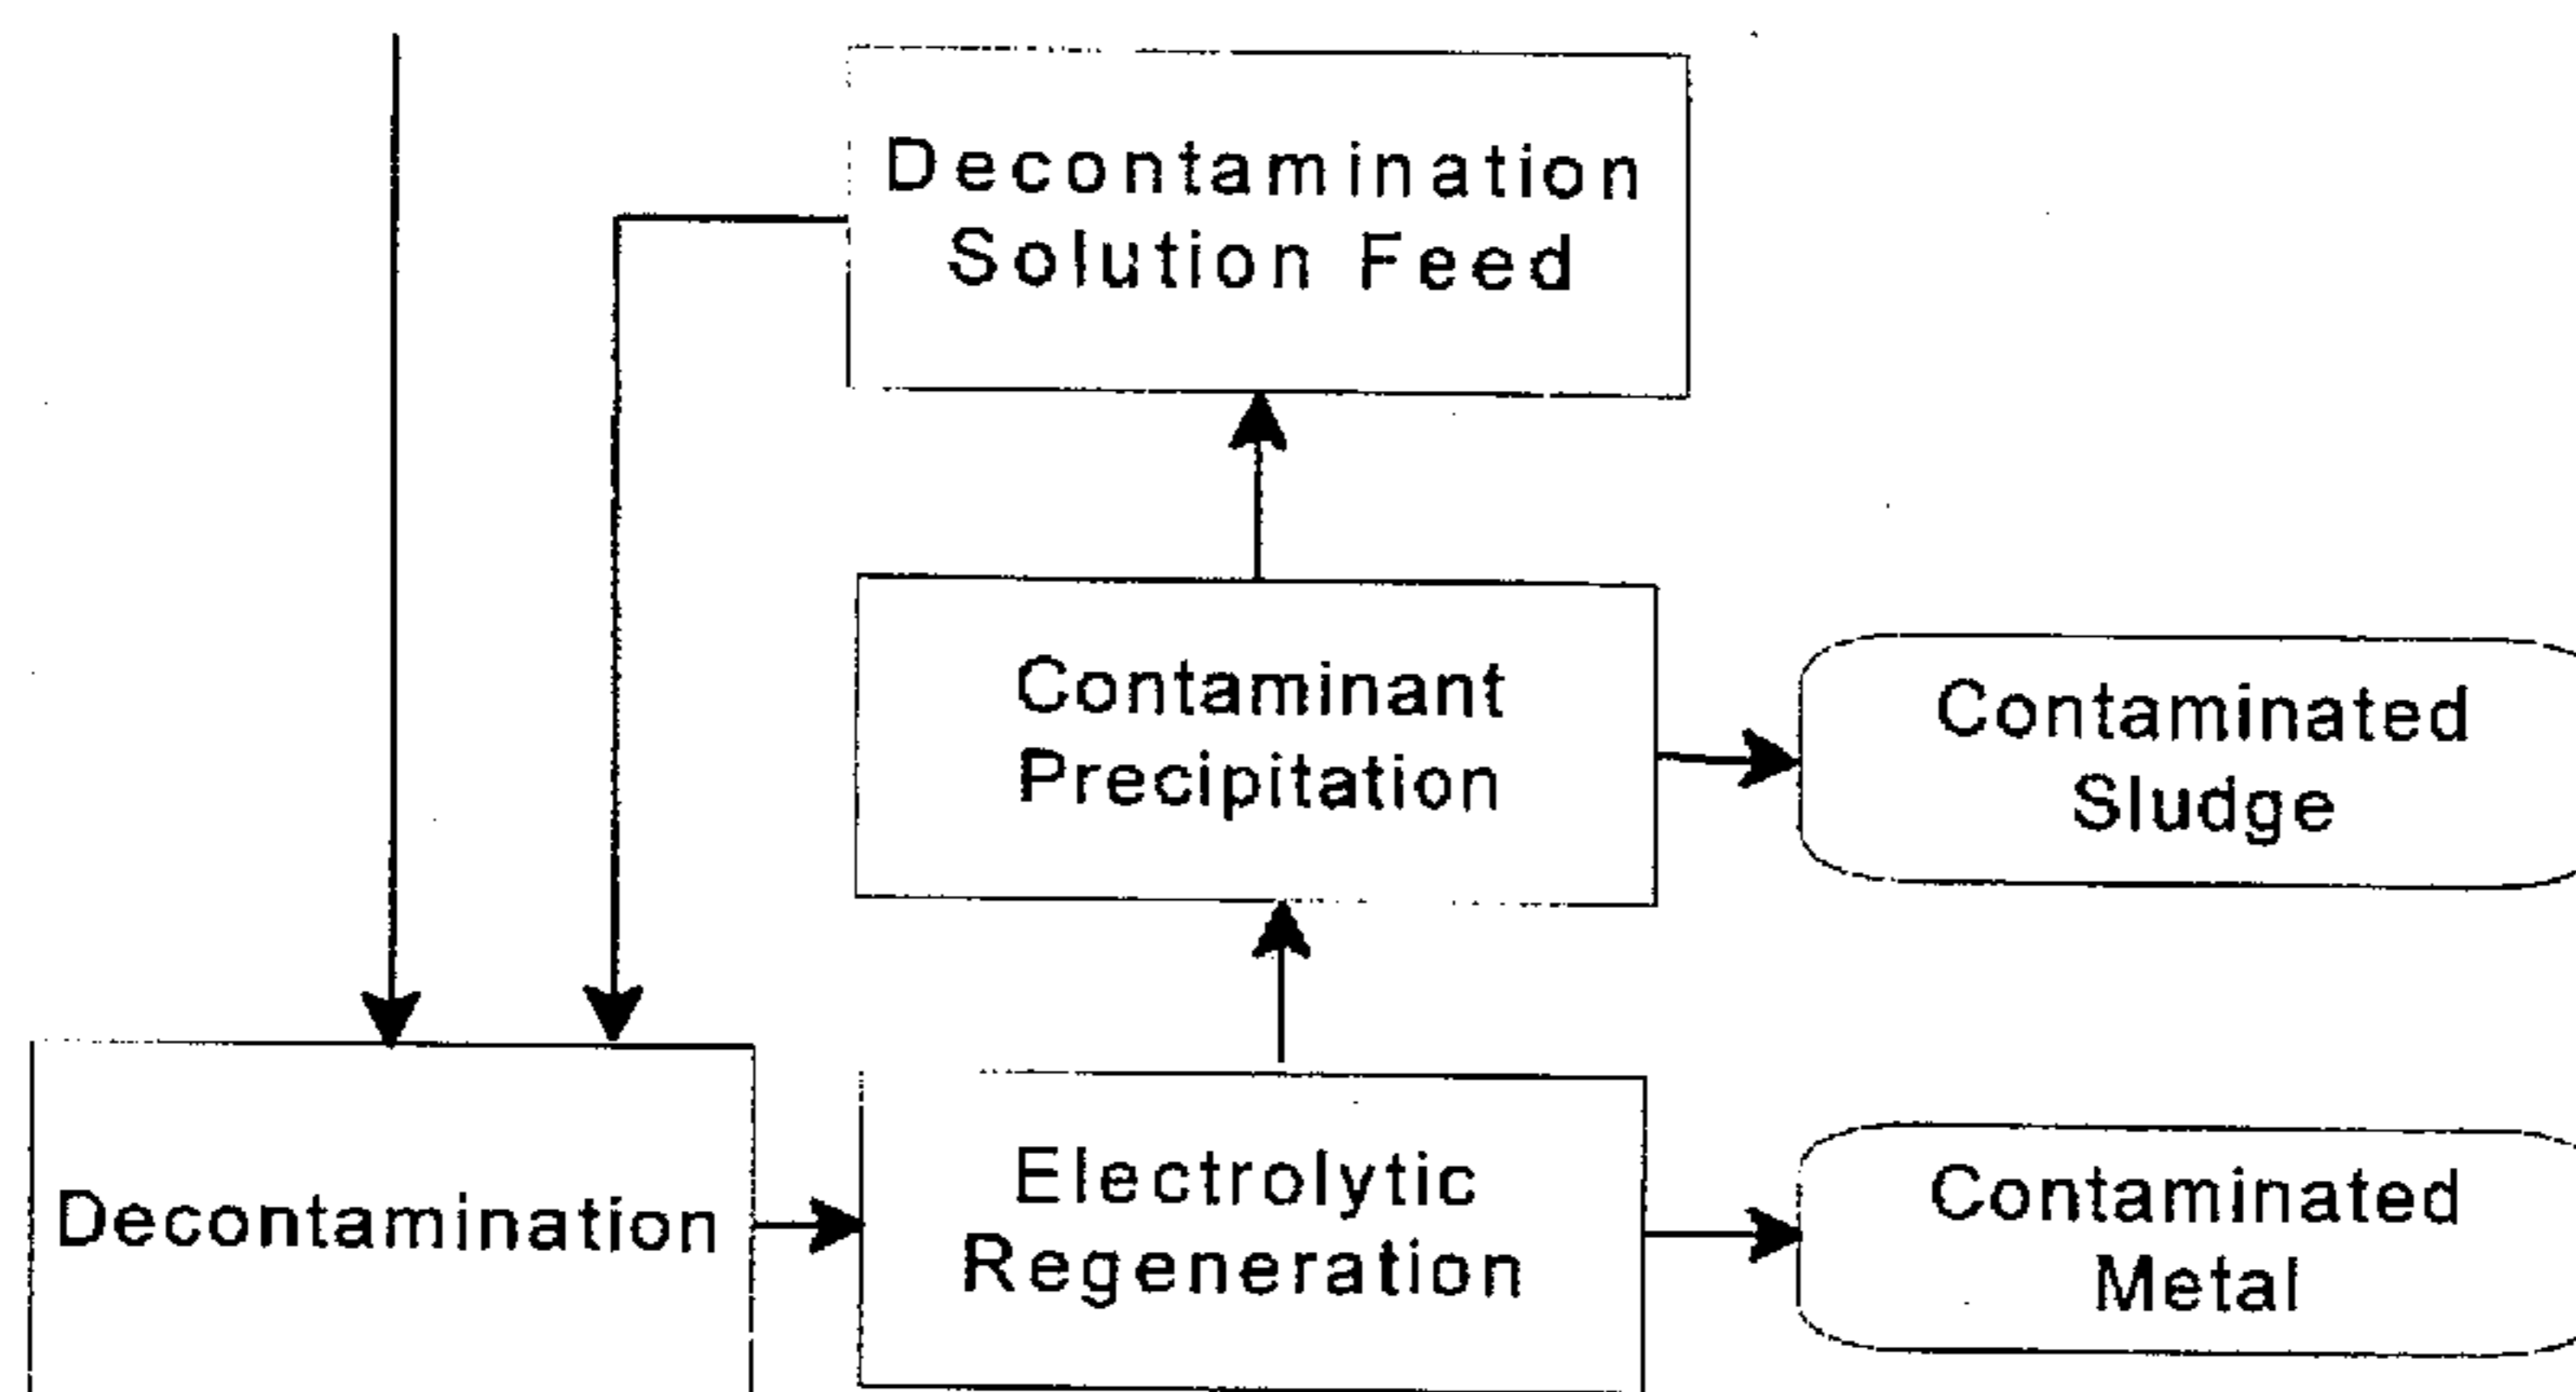 Decontamination
Solution Feed
Contaminant
Precipitation
Contaminated
Sludge
Decontamination
Electrolytic
Regeneration
Contaminated
Metal